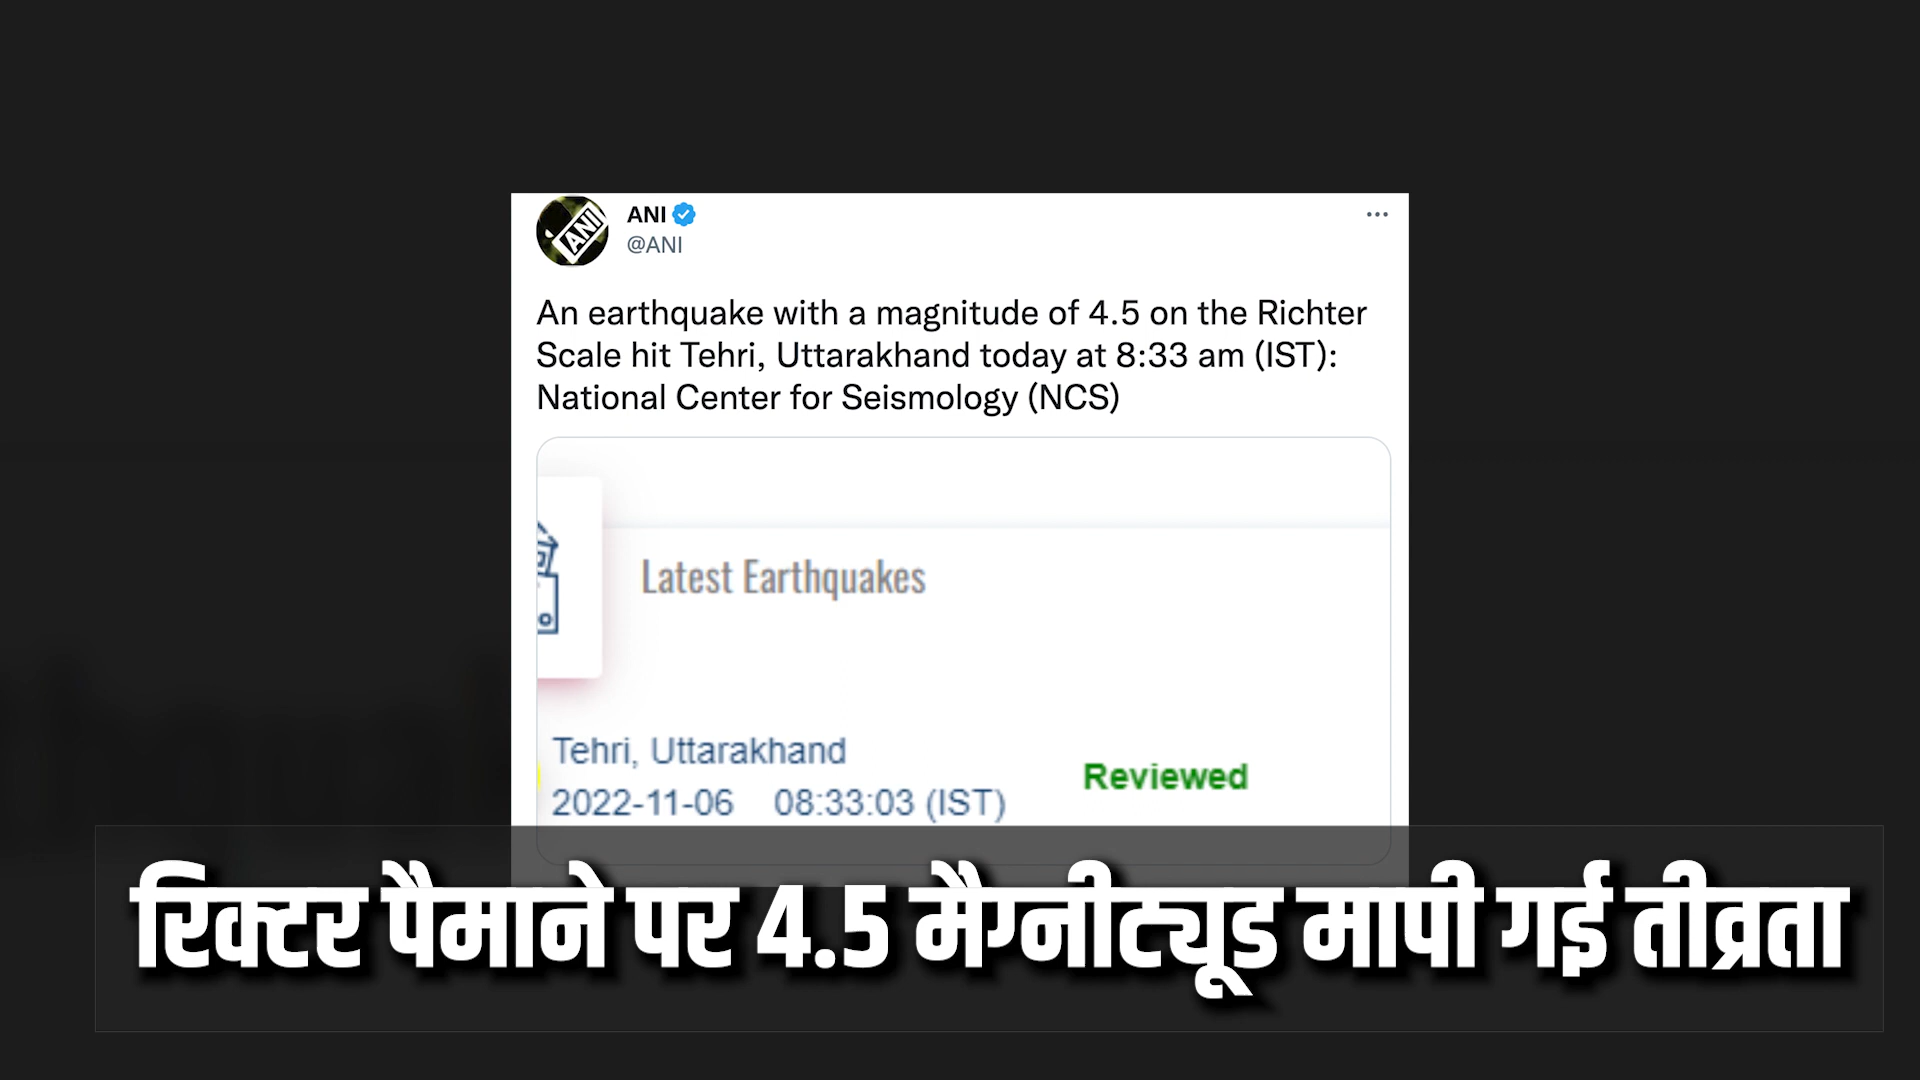 ANI
ANI
@ANI
An earthquake with a magnitude of 4.5 on the Richter
Scale hit Tehri, Uttarakhand today at 8:33 am (IST):
National Center for Seismology (NCS)
Latest Earthquakes
Tehri, Uttarakhand
2022-11-06 08:33:03 (IST)
Reviewed
रिक्टर पैमाने पर 4.5 मैग्नीट्यूड मापी गई तीव्रता